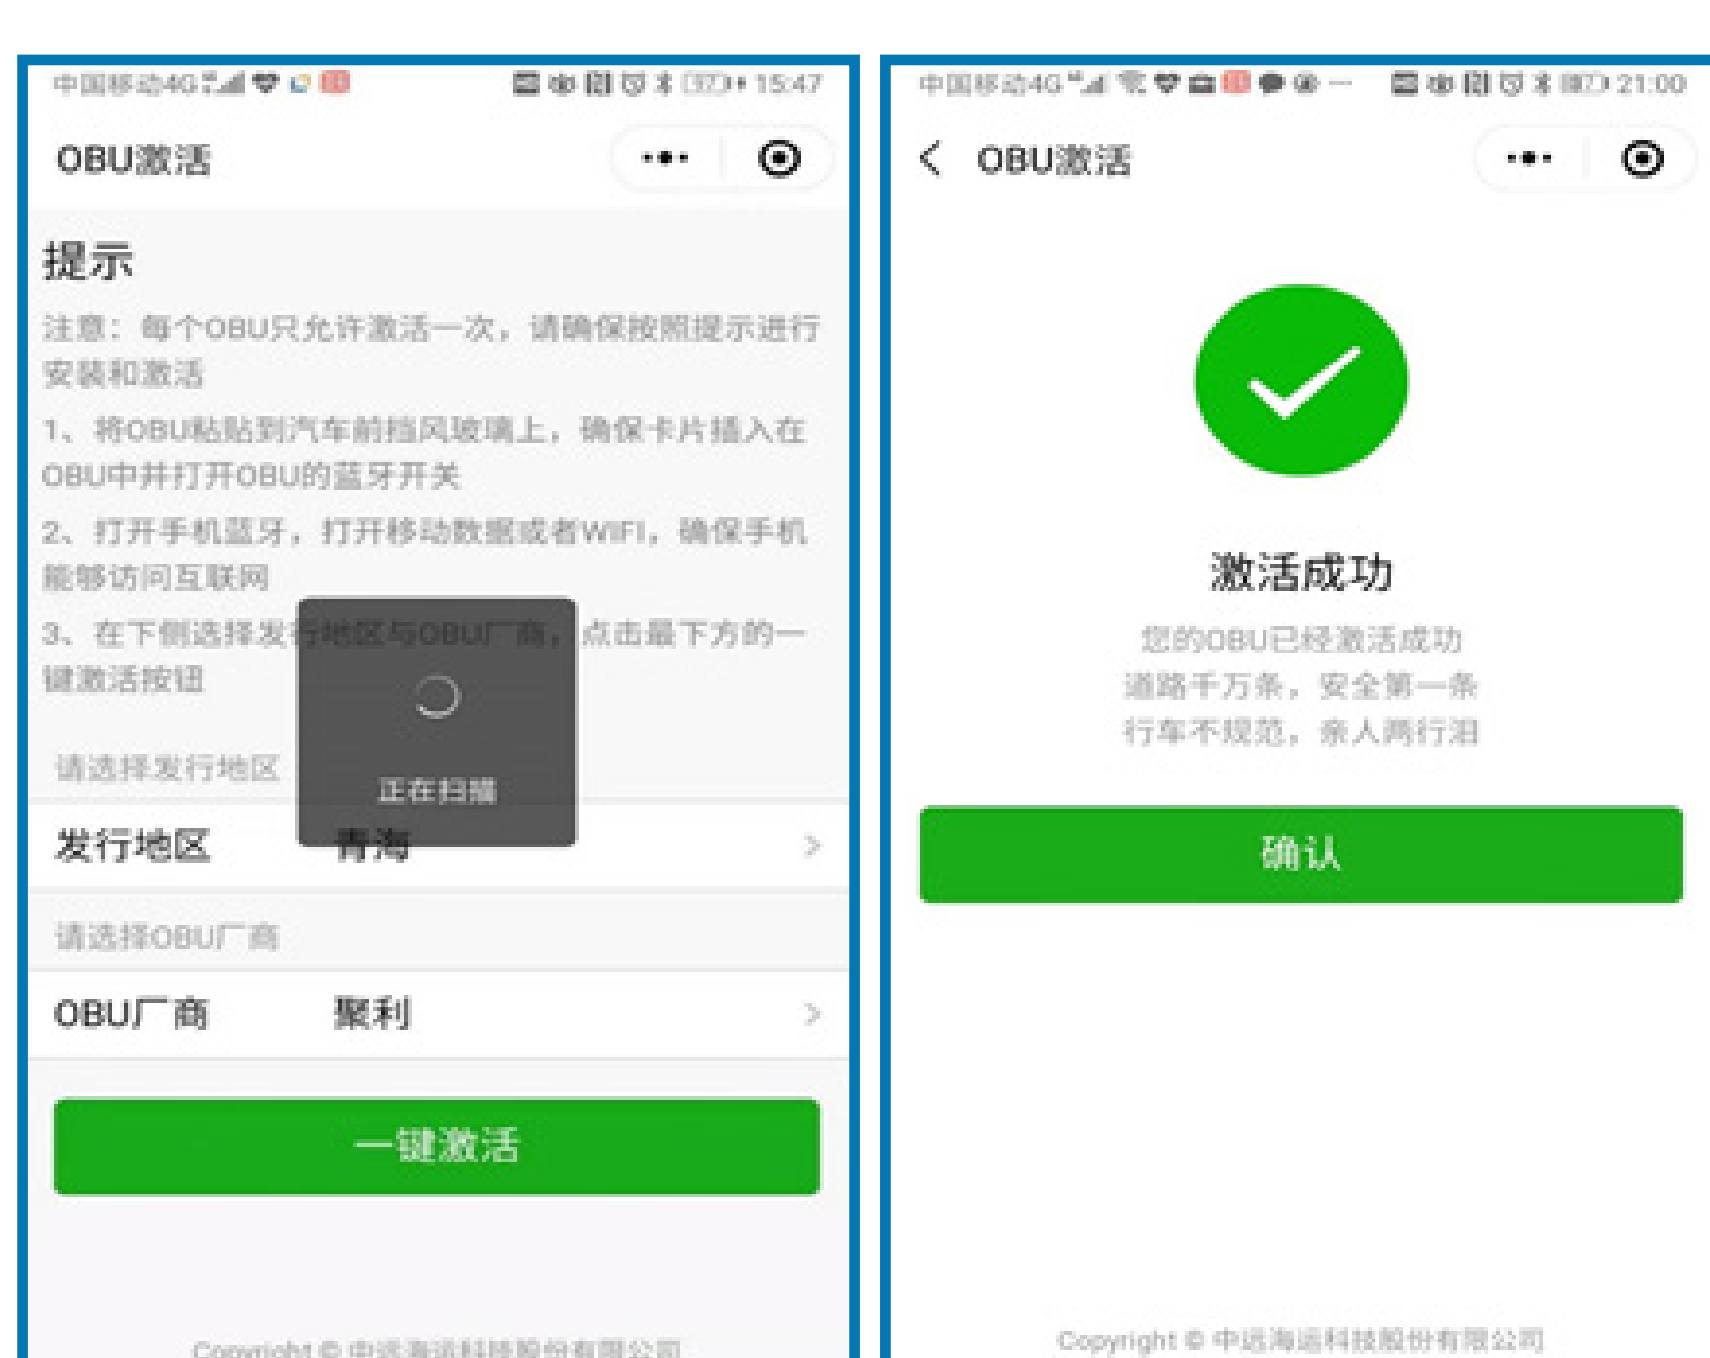 中国移动4G 15:47
OBU激活
提示
注意：每个OBU只允许激活一次，请确保按照提示进行
安装和激活
1、将OBU粘贴到汽车前挡风玻璃上，确保卡片插入在
OBU中并打开OBU的蓝牙开关
2、打开手机蓝牙，打开移动数据或者WIFI，确保手机
能够访问互联网
3、在下侧选择发行地区与OBU厂商，点击最下方的一
键激活按钮
正在扫描
请选择发行地区
发行地区 青海
请选择OBU厂商
OBU厂商 聚利
一键激活
Copyright © 中远海运科技股份有限公司
中国移动4G 21:00
OBU激活
激活成功
您的OBU已经激活成功
道路千万条，安全第一条
行车不规范，亲人两行泪
确认
Copyright © 中远海运科技股份有限公司